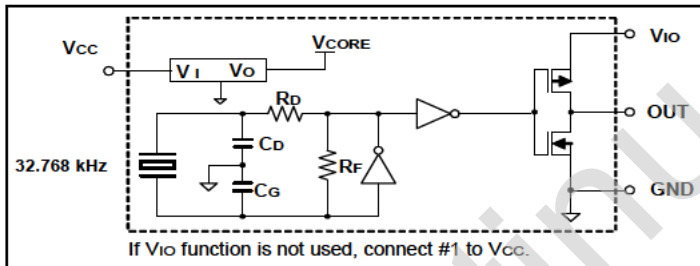 VCC
VI VO
VCORE
VIO
RD
OUT
CD
32.768 kHz
RF
CG
GND
If VIO function is not used, connect #1 to VCC.
tinu